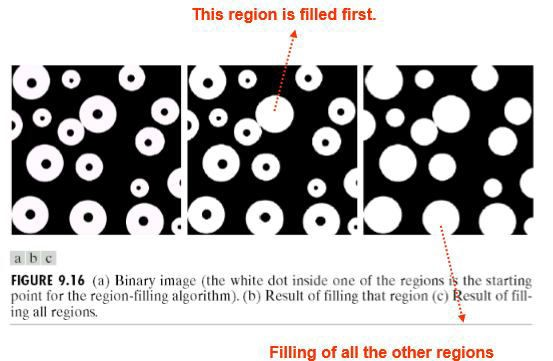 This region is filled first.
a b c
FIGURE 9.16 (a) Binary image (the white dot inside one of the regions is the starting
point for the region-filling algorithm). (b) Result of filling that region (c) Result of fill-
ing all regions.
Filling of all the other regions